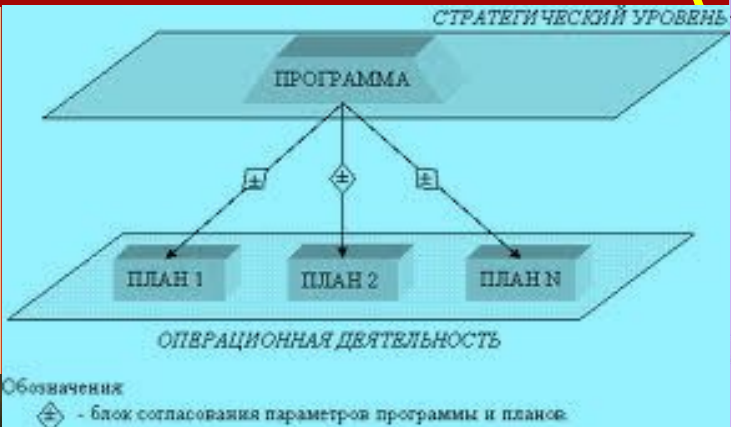 СТРАТЕГИЧЕСКИЙ УРОВЕНЬ
ПРОГРАММА
±
±
±
ПЛАН 1
ПЛАН 2
ПЛАН N
ОПЕРАЦИОННАЯ ДЕЯТЕЛЬНОСТЬ
Обозначения
± - блок согласования параметров программы и планов.